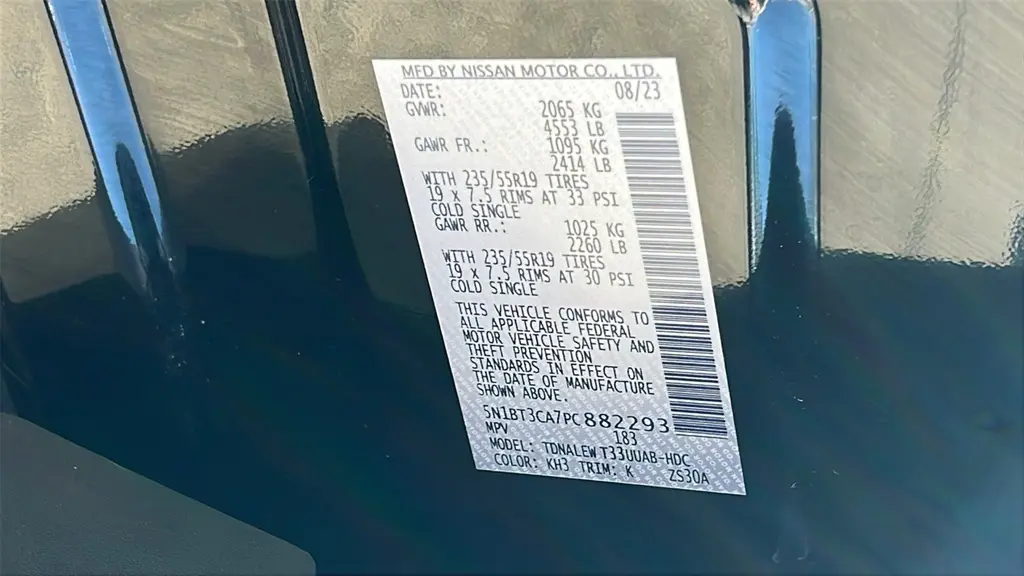 MFD BY NISSAN MOTOR CO., LTD.
DATE: 08/23
GVWR: 2065 KG
4553 LB
GAWR FR.: 1095 KG
2414 LB
WITH 235/55R19 TIRES
19 x 7.5 RIMS AT 33 PSI
COLD SINGLE
GAWR RR.: 1025 KG
2260 LB
WITH 235/55R19 TIRES
19 x 7.5 RIMS AT 30 PSI
COLD SINGLE
THIS VEHICLE CONFORMS TO
ALL APPLICABLE FEDERAL
MOTOR VEHICLE SAFETY AND
THEFT PREVENTION
STANDARDS IN EFFECT ON
THE DATE OF MANUFACTURE
SHOWN ABOVE.
5N1BT3CA7PC882293
MPV 183
MODEL: TDNALEW T33UUAB-HDC
COLOR: KH3 TRIM: K ZS30A